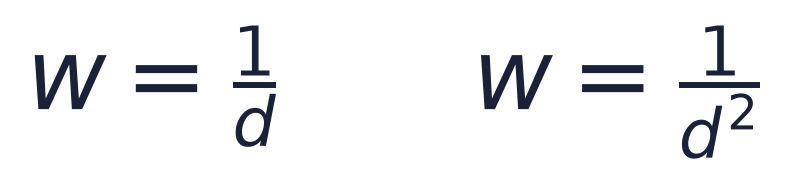 w = 1/d    w = 1/d²